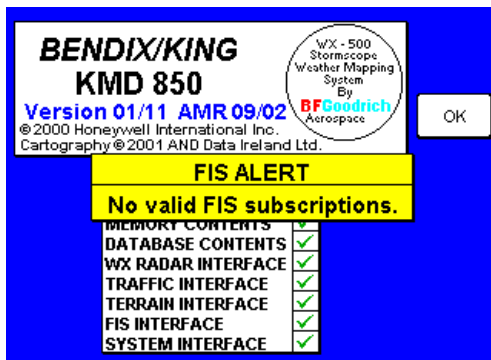 BENDIX/KING
KMD 850
Version 01/11 AMR 09/02
©2000 Honeywell International Inc.
Cartography©2001 AND Data Ireland Ltd.
WX - 500
Stormscope
Weather Mapping
System
By
BFGoodrich
Aerospace
OK
FIS ALERT
No valid FIS subscriptions.
MEMORY CONTENTS
DATABASE CONTENTS
WX RADAR INTERFACE
TRAFFIC INTERFACE
TERRAIN INTERFACE
FIS INTERFACE
SYSTEM INTERFACE